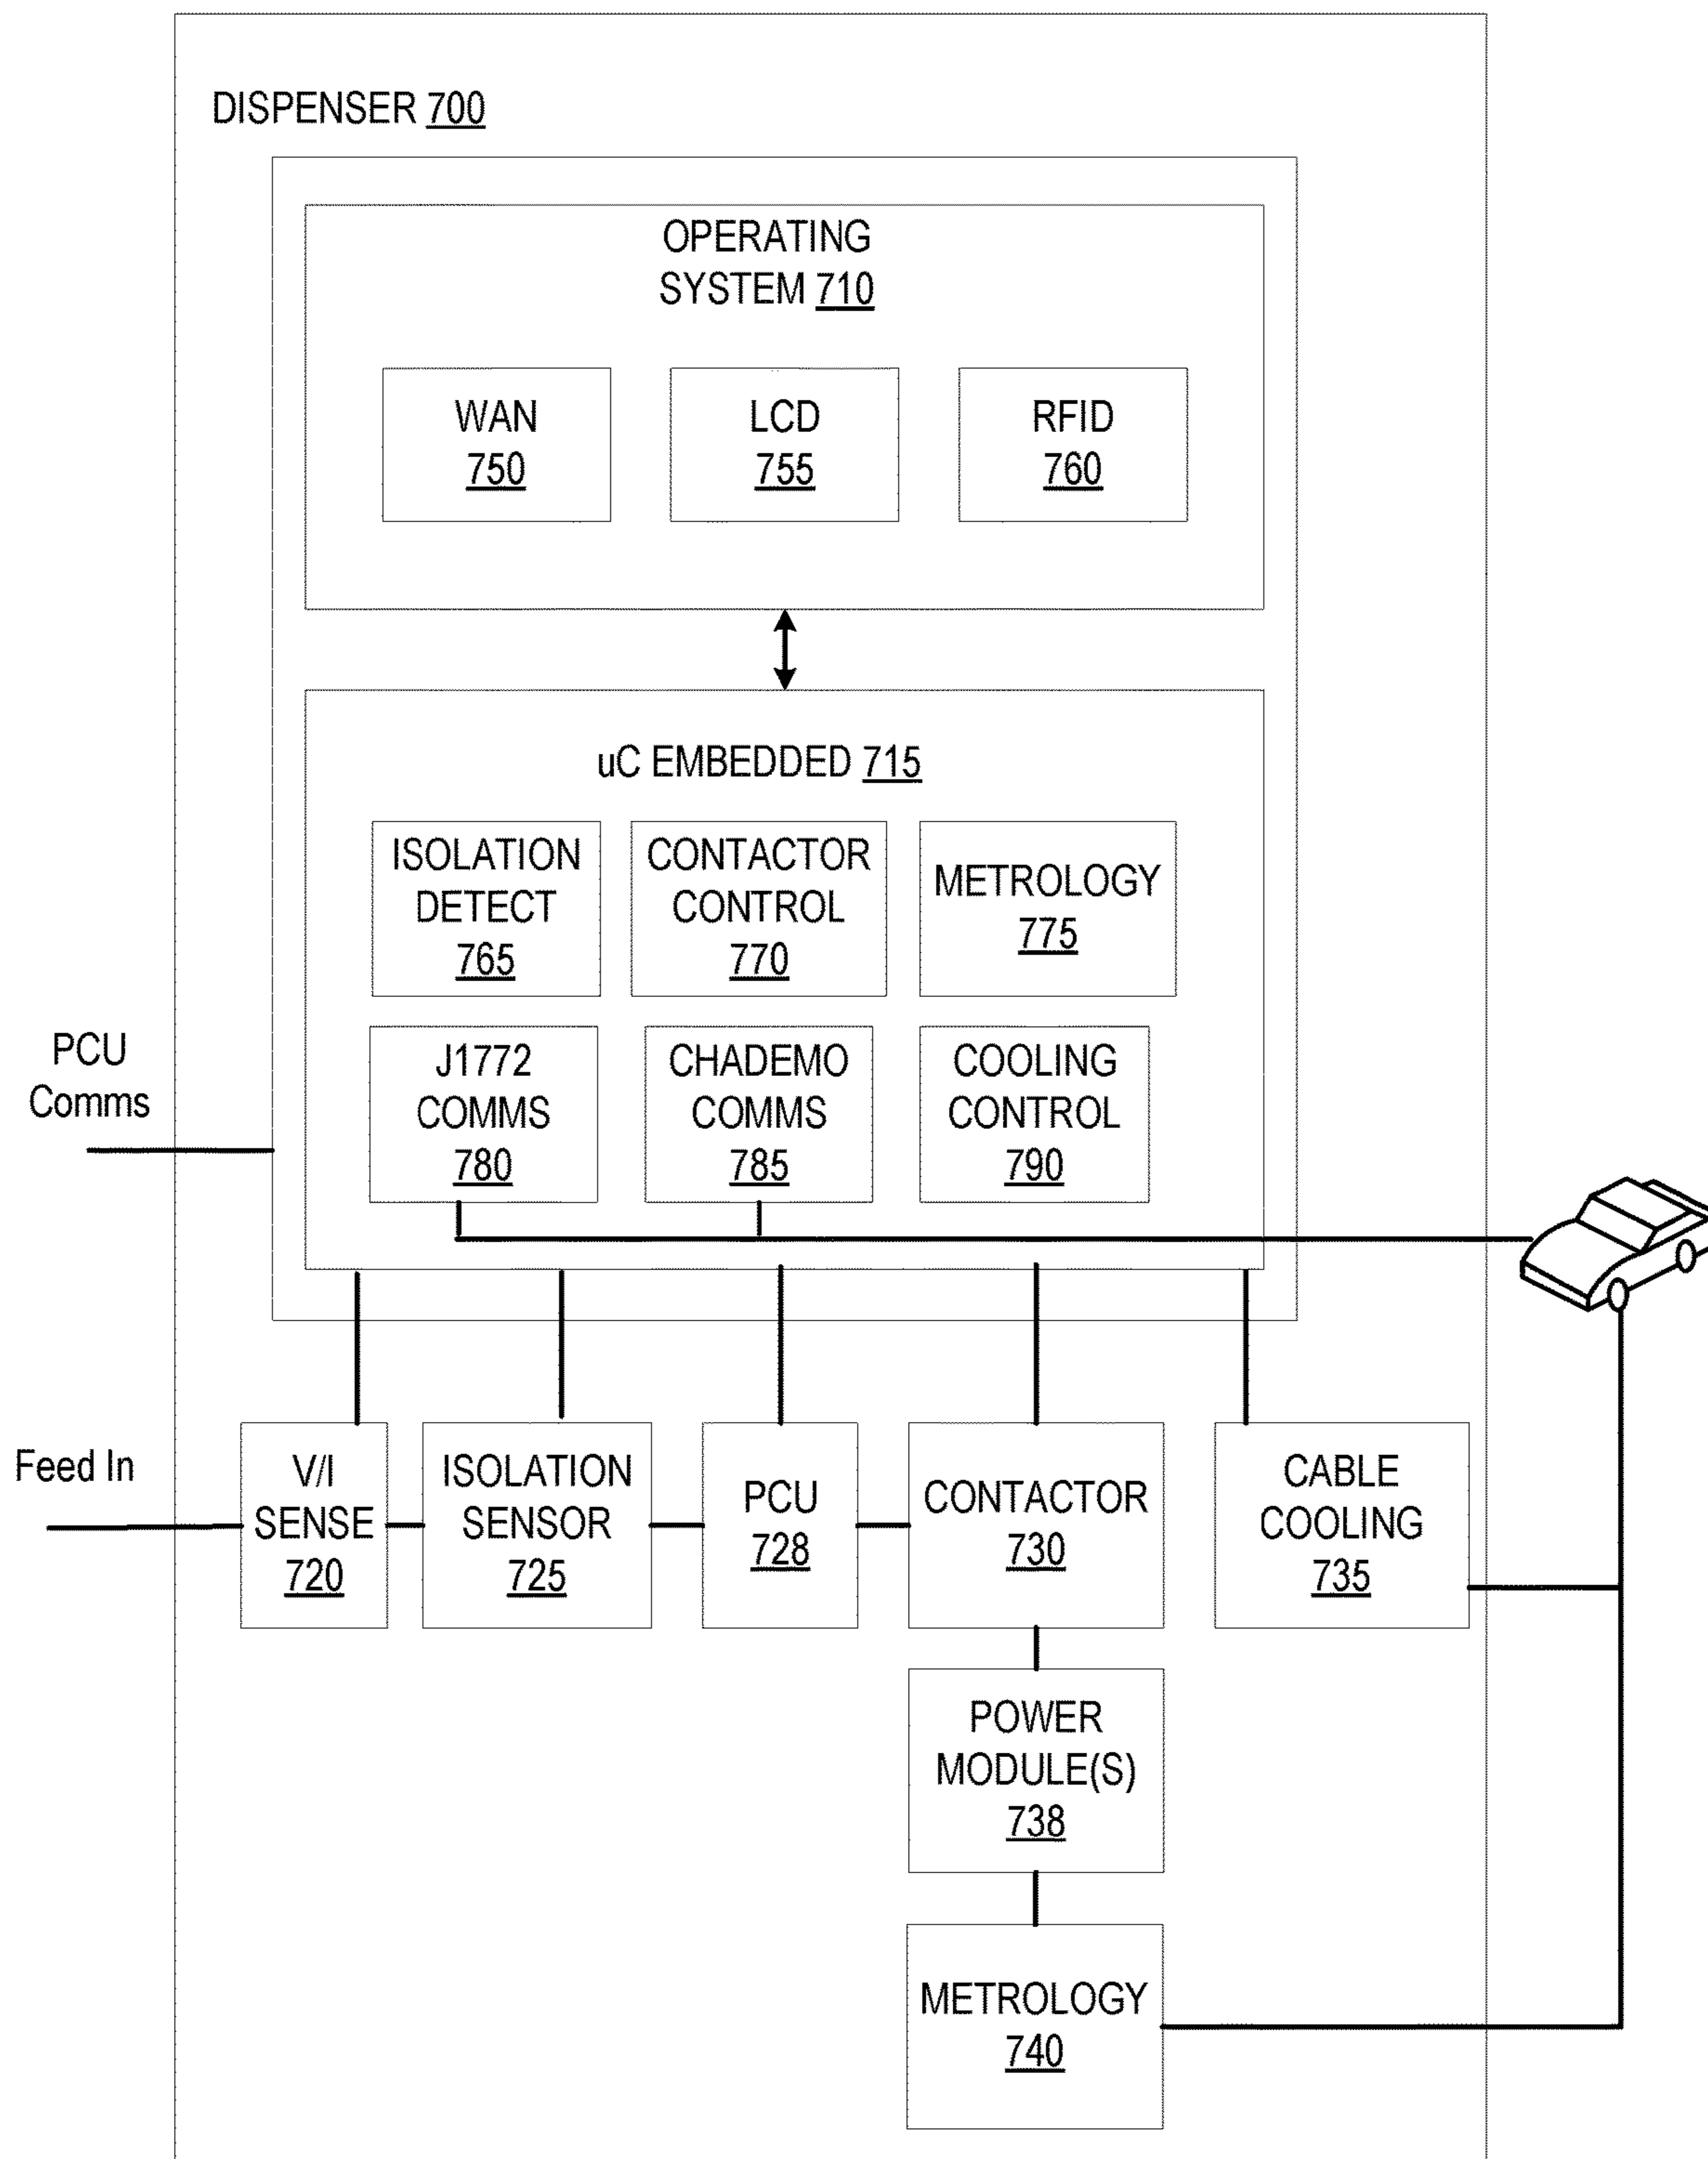 DISPENSER 700
OPERATING
SYSTEM 710
WAN
750
LCD
755
RFID
760
uC EMBEDDED 715
ISOLATION
DETECT
765
CONTACTOR
CONTROL
770
METROLOGY
775
PCU
Comms
J1772
COMMS
780
CHADEMO
COMMS
785
COOLING
CONTROL
790
Feed In
V/I
SENSE
720
ISOLATION
SENSOR
725
PCU
728
CONTACTOR
730
CABLE
COOLING
735
POWER
MODULE(S)
738
METROLOGY
740